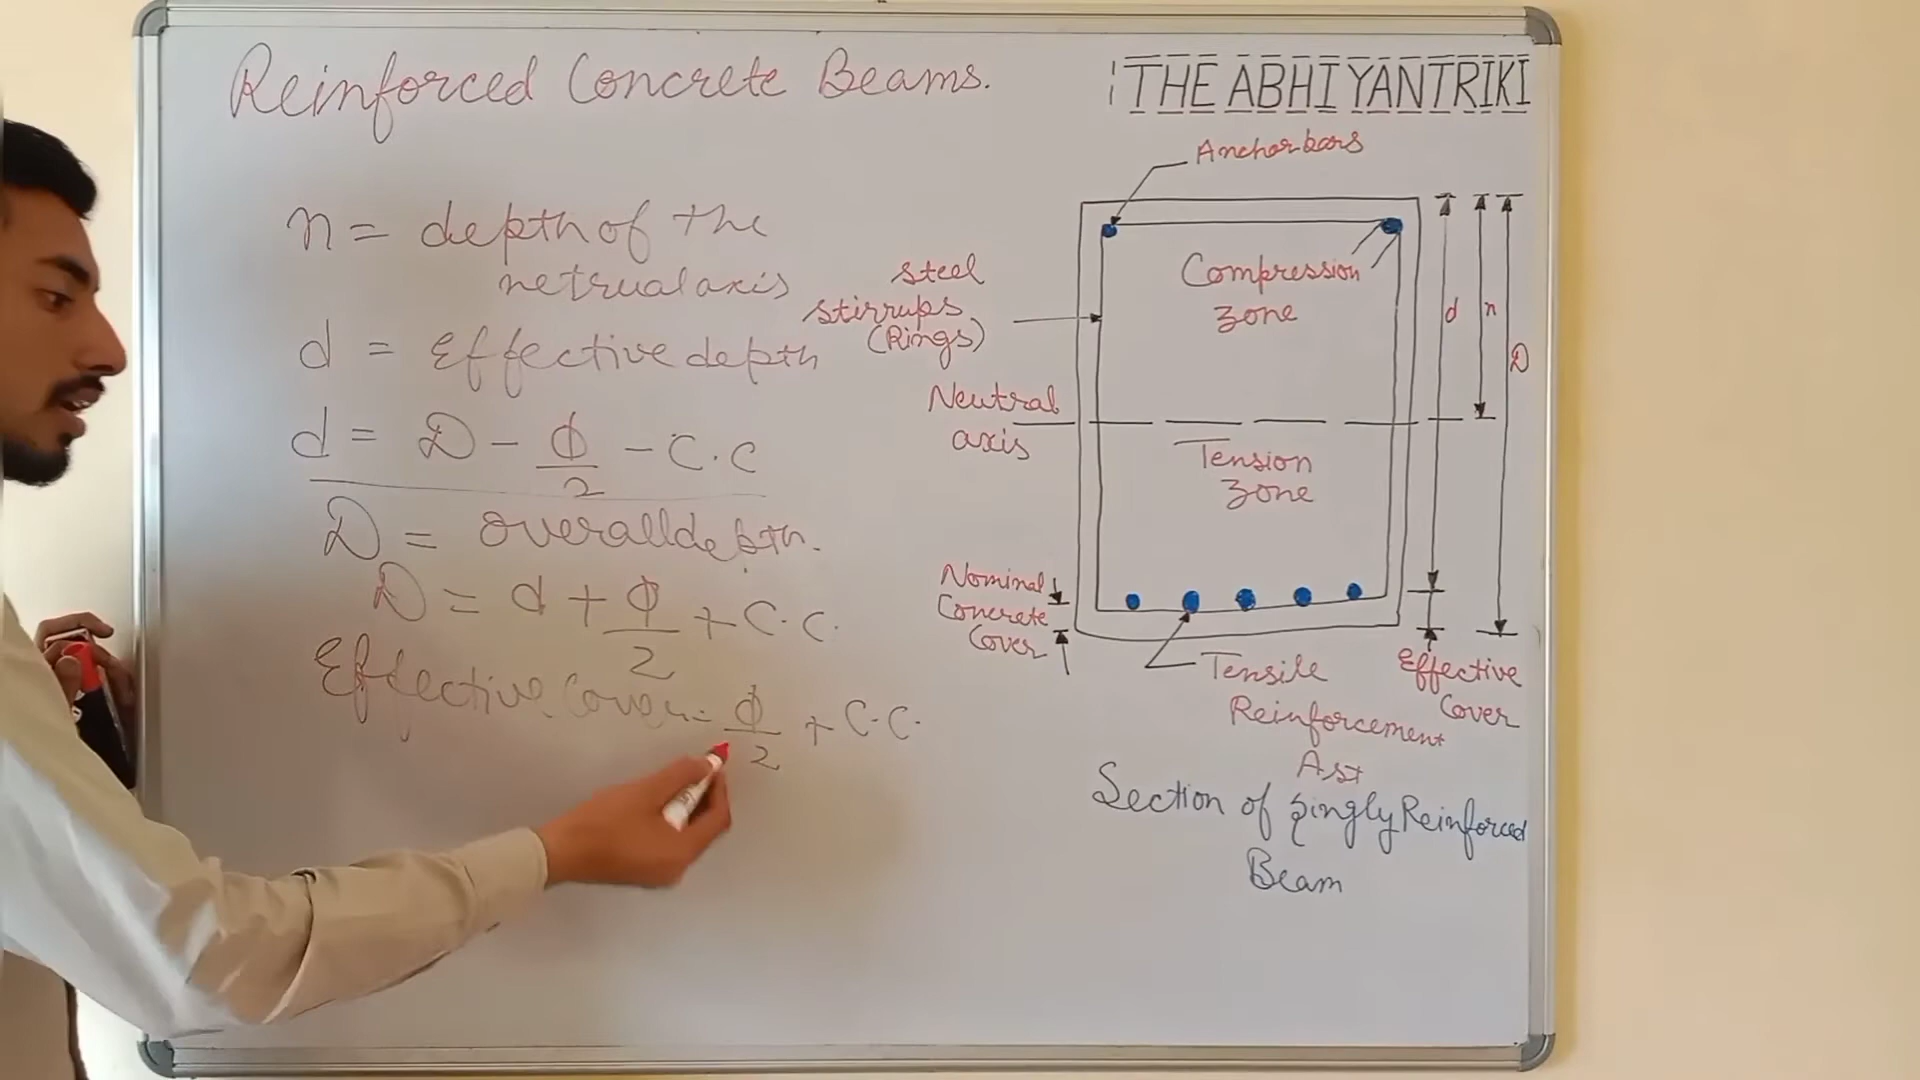 Reinforced Concrete Beams.
n = depth of the
netrual axis
d = Effective depth
d = D - ϕ/2 - C.C
D = overall depth.
D = d + ϕ/2 + C.C.
Effective Cover = ϕ/2 + C.C.
THE ABHIYANTRIKI
Anchor bars
Steel
stirrups
(Rings)
Compression
zone
d
n
D
Neutral
axis
Tension
zone
Nominal
Concrete
Cover
Tensile
Reinforcement
Ast
Effective
Cover
Section of Singly Reinforced
Beam